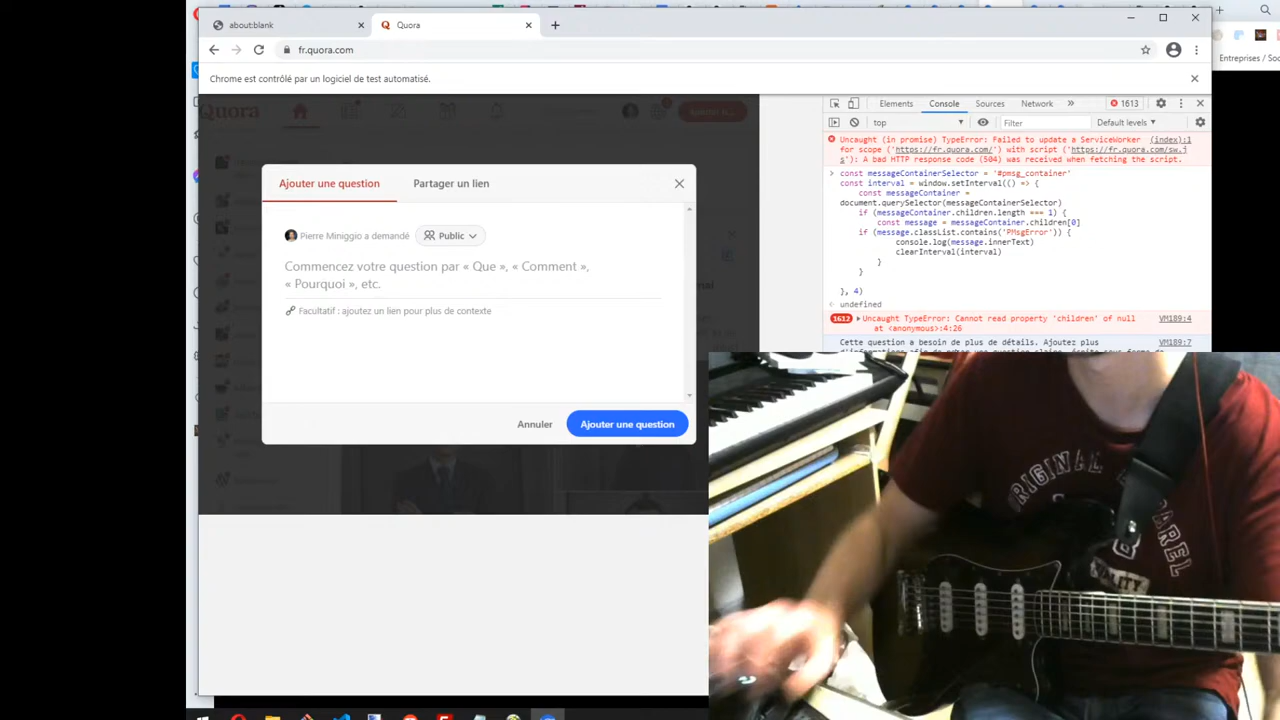 about:blank
Quora
fr.quora.com
Entreprises / Soc
Chrome est contrôlé par un logiciel de test automatisé.
Quora
Elements Console Sources Network » 1613
top Filter Default levels
Uncaught (in promise) TypeError: Failed to update a ServiceWorker (index):1
for scope ('https://fr.quora.com/') with script ('https://fr.quora.com/sw.j
s'): A bad HTTP response code (504) was received when fetching the script.
> const messageContainerSelector = '#pmsg_container'
const interval = window.setInterval(() => {
const messageContainer =
document.querySelector(messageContainerSelector)
if (messageContainer.children.length === 1) {
const message = messageContainer.children[0]
if (message.classList.contains('PMsgError')) {
console.log(message.innerText)
clearInterval(interval)
}
}
}, 4)
undefined
1612 Uncaught TypeError: Cannot read property 'children' of null VM189:4
at <anonymous>:4:26
Cette question a besoin de plus de détails. Ajoutez plus VM189:7
Ajouter une question Partager un lien
Pierre Miniggio a demandé Public
Commencez votre question par « Que », « Comment »,
« Pourquoi », etc.
Facultatif : ajoutez un lien pour plus de contexte
Annuler Ajouter une question
ORIGINAL